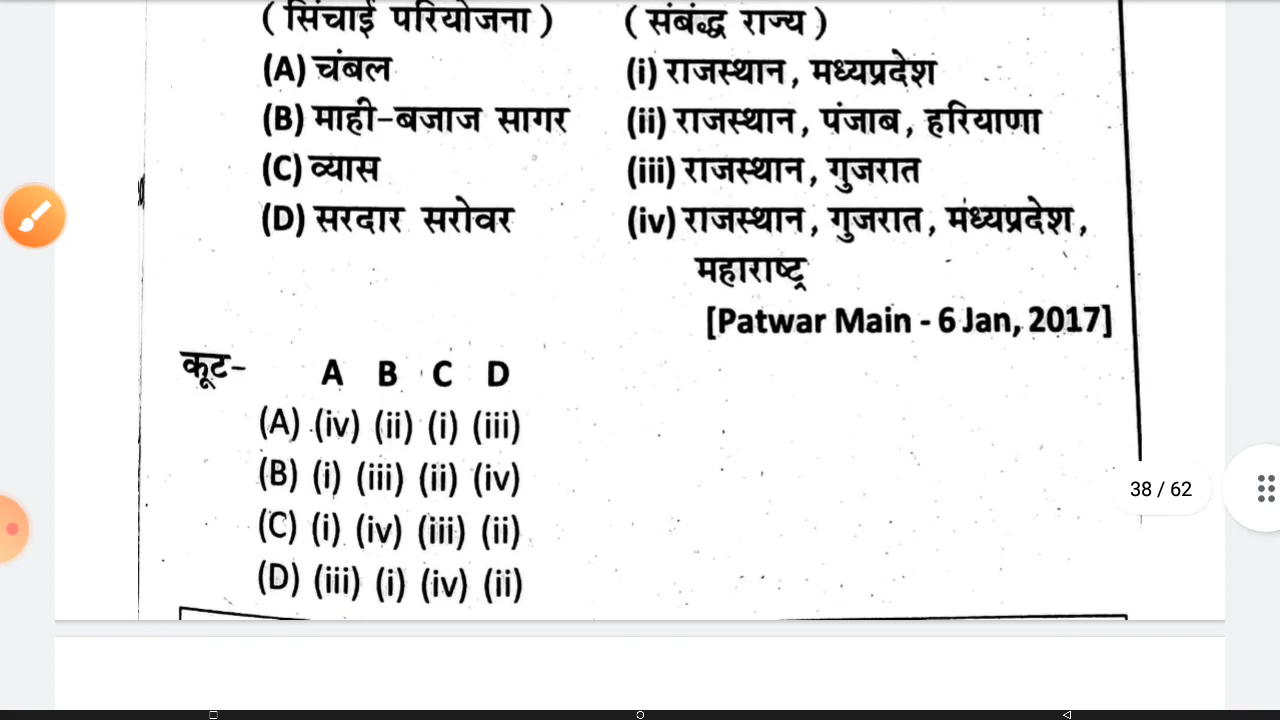 ( सिंचाई परियोजना ) ( संबंद्ध राज्य )
(A) चंबल (i) राजस्थान, मध्यप्रदेश
(B) माही-बजाज सागर (ii) राजस्थान, पंजाब, हरियाणा
(C) व्यास (iii) राजस्थान, गुजरात
(D) सरदार सरोवर (iv) राजस्थान, गुजरात, मध्यप्रदेश,
महाराष्ट्र
[Patwar Main - 6 Jan, 2017]
कूट- A B C D
(A) (iv) (ii) (i) (iii)
(B) (i) (iii) (ii) (iv)
(C) (i) (iv) (iii) (ii)
(D) (iii) (i) (iv) (ii)
38 / 62